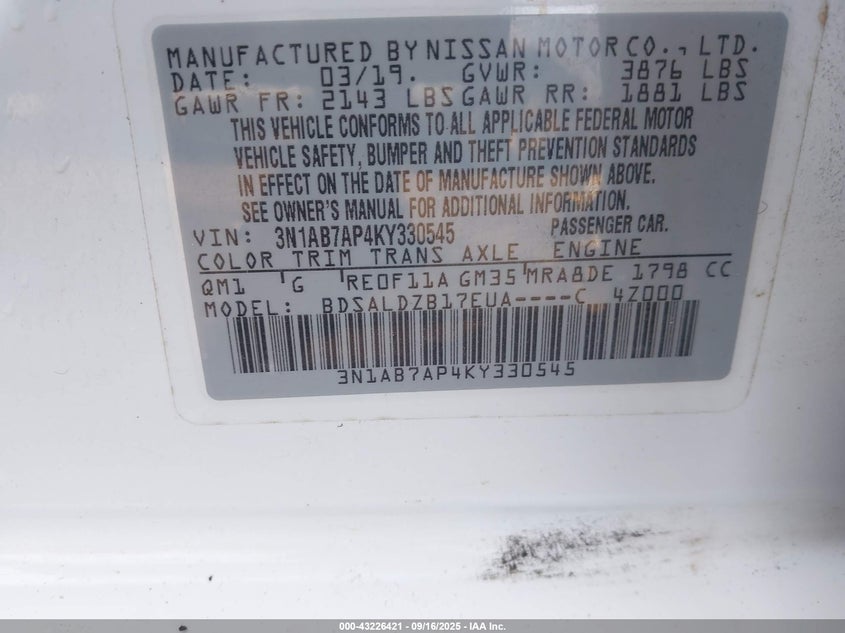 MANUFACTURED BY NISSAN MOTOR CO., LTD.
DATE: 03/19. GVWR: 3876 LBS
GAWR FR: 2143 LBS GAWR RR: 1881 LBS
THIS VEHICLE CONFORMS TO ALL APPLICABLE FEDERAL MOTOR
VEHICLE SAFETY, BUMPER AND THEFT PREVENTION STANDARDS
IN EFFECT ON THE DATE OF MANUFACTURE SHOWN ABOVE.
SEE OWNER'S MANUAL FOR ADDITIONAL INFORMATION.
VIN: 3N1AB7AP4KY330545 PASSENGER CAR.
COLOR TRIM TRANS AXLE ENGINE
QM1 G RE0F11A GM35 MRA8DE 1798 CC
MODEL: BDSALDZB17EUA----C 4Z000
3N1AB7AP4KY330545
000-43226421 - 09/16/2025 - IAA Inc.